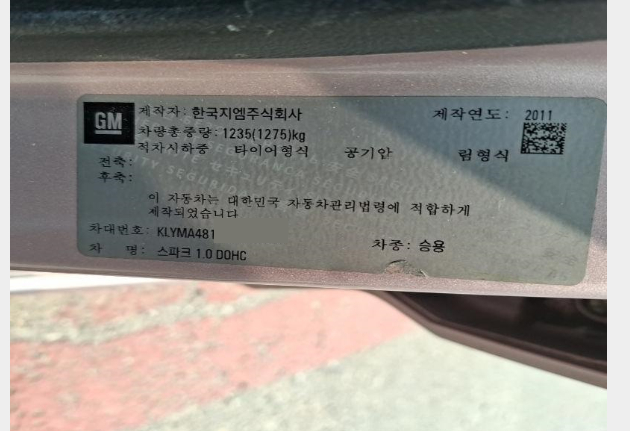 GM
제작자: 한국지엠주식회사 제작연도: 2011
차량총중량: 1235(1275)kg
적차시하중 타이어형식 공기압 림형식
전축:
후축:
이 자동차는 대한민국 자동차관리법령에 적합하게
제작되었습니다
차대번호: KLYMA481
차종: 승용
차 명: 스파크 1.0 DOHC